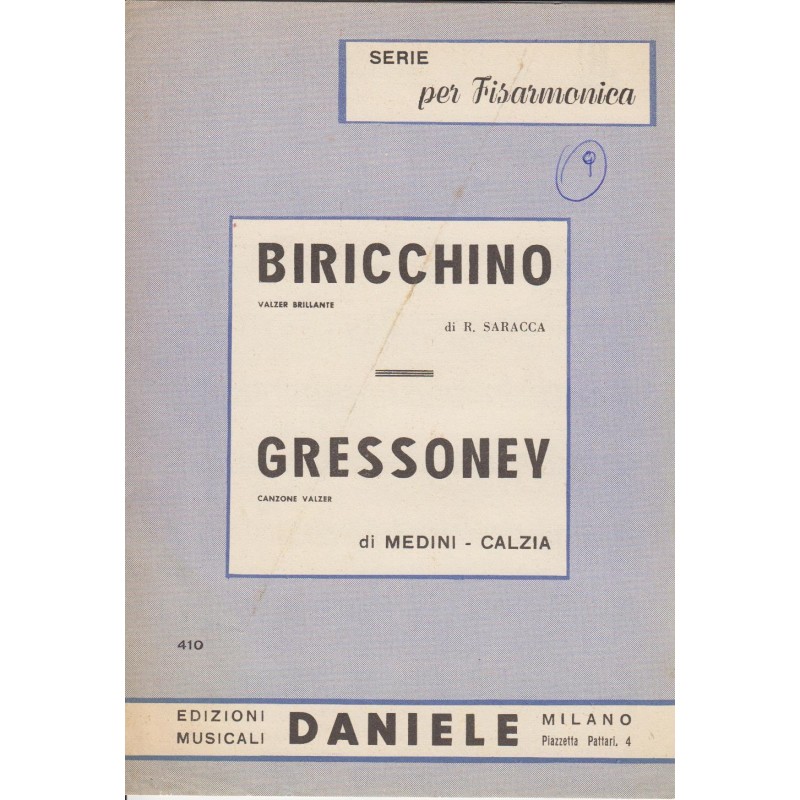 SERIE
per Fisarmonica
9
BIRICCHINO
VALZER BRILLANTE
di R. SARACCA
GRESSONEY
CANZONE VALZER
di MEDINI - CALZIA
410
EDIZIONI MUSICALI DANIELE MILANO
Piazzetta Pattari, 4